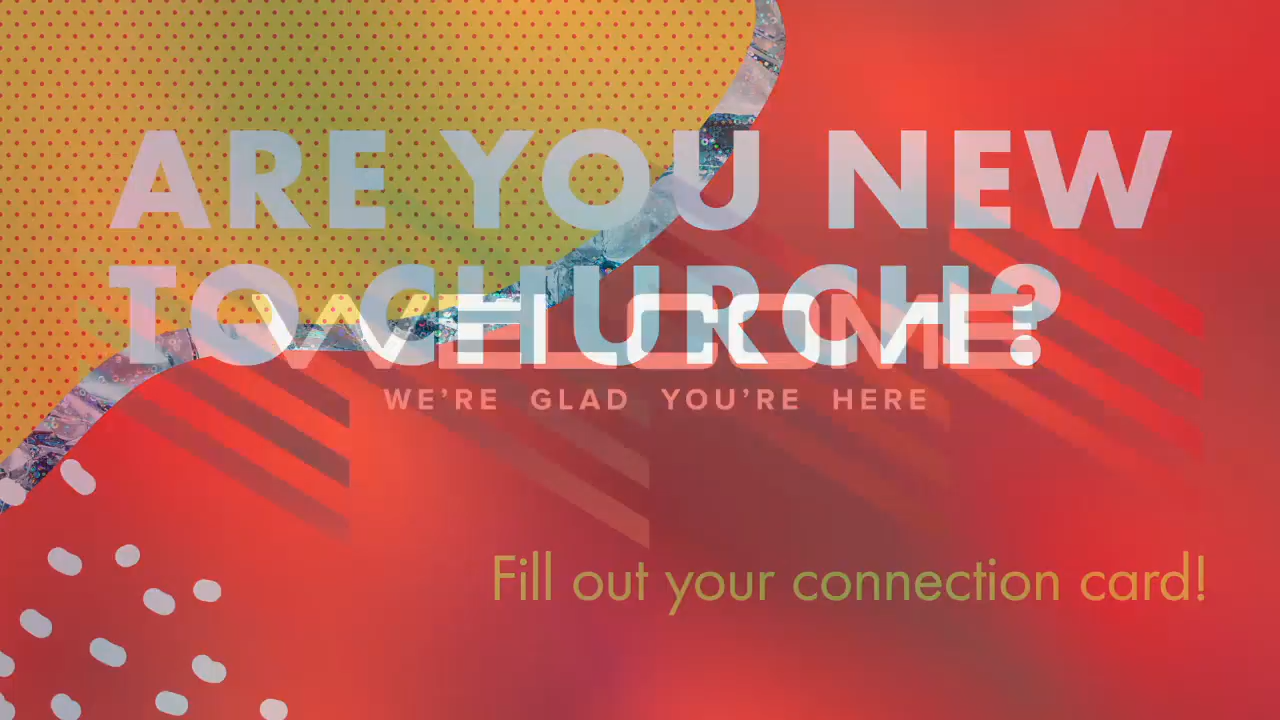 ARE YOU NEW
TO CHURCH?
WELCOME
WE'RE GLAD YOU'RE HERE
Fill out your connection card!